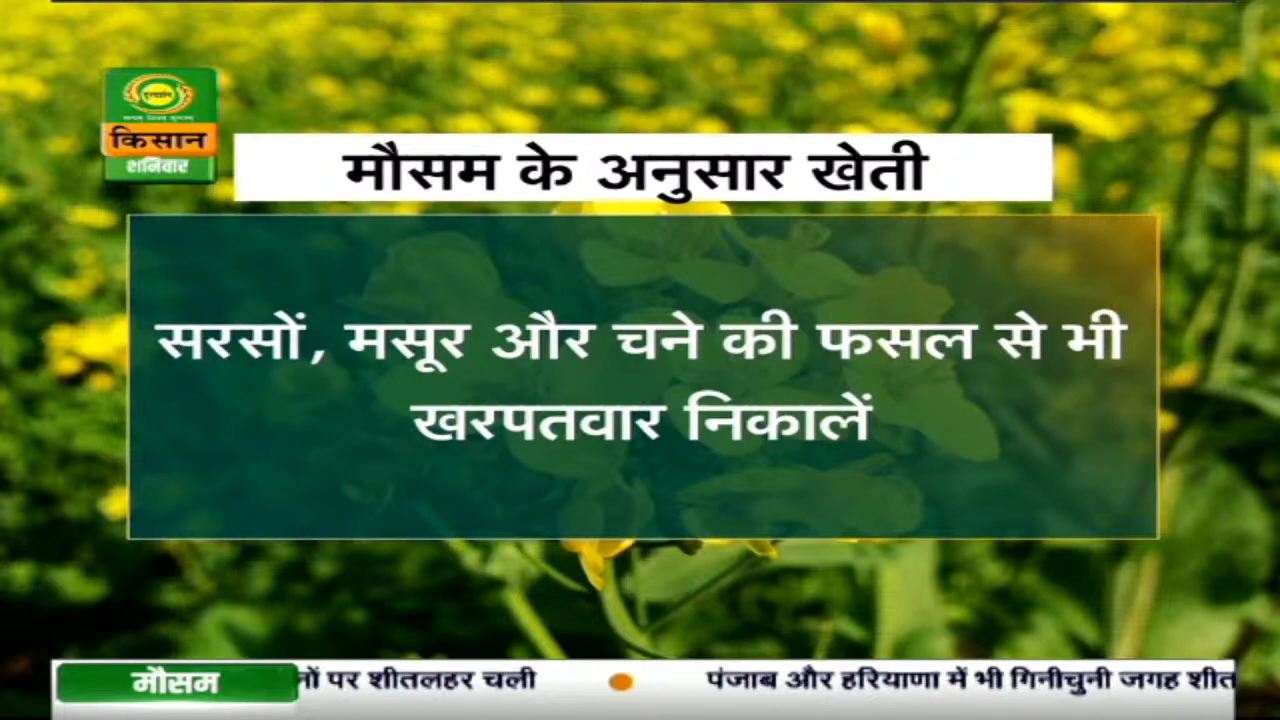 किसान
शनिवार
मौसम के अनुसार खेती
सरसों, मसूर और चने की फसल से भी
खरपतवार निकालें
मौसम
नों पर शीतलहर चली
पंजाब और हरियाणा में भी गिनीचुनी जगह शीत